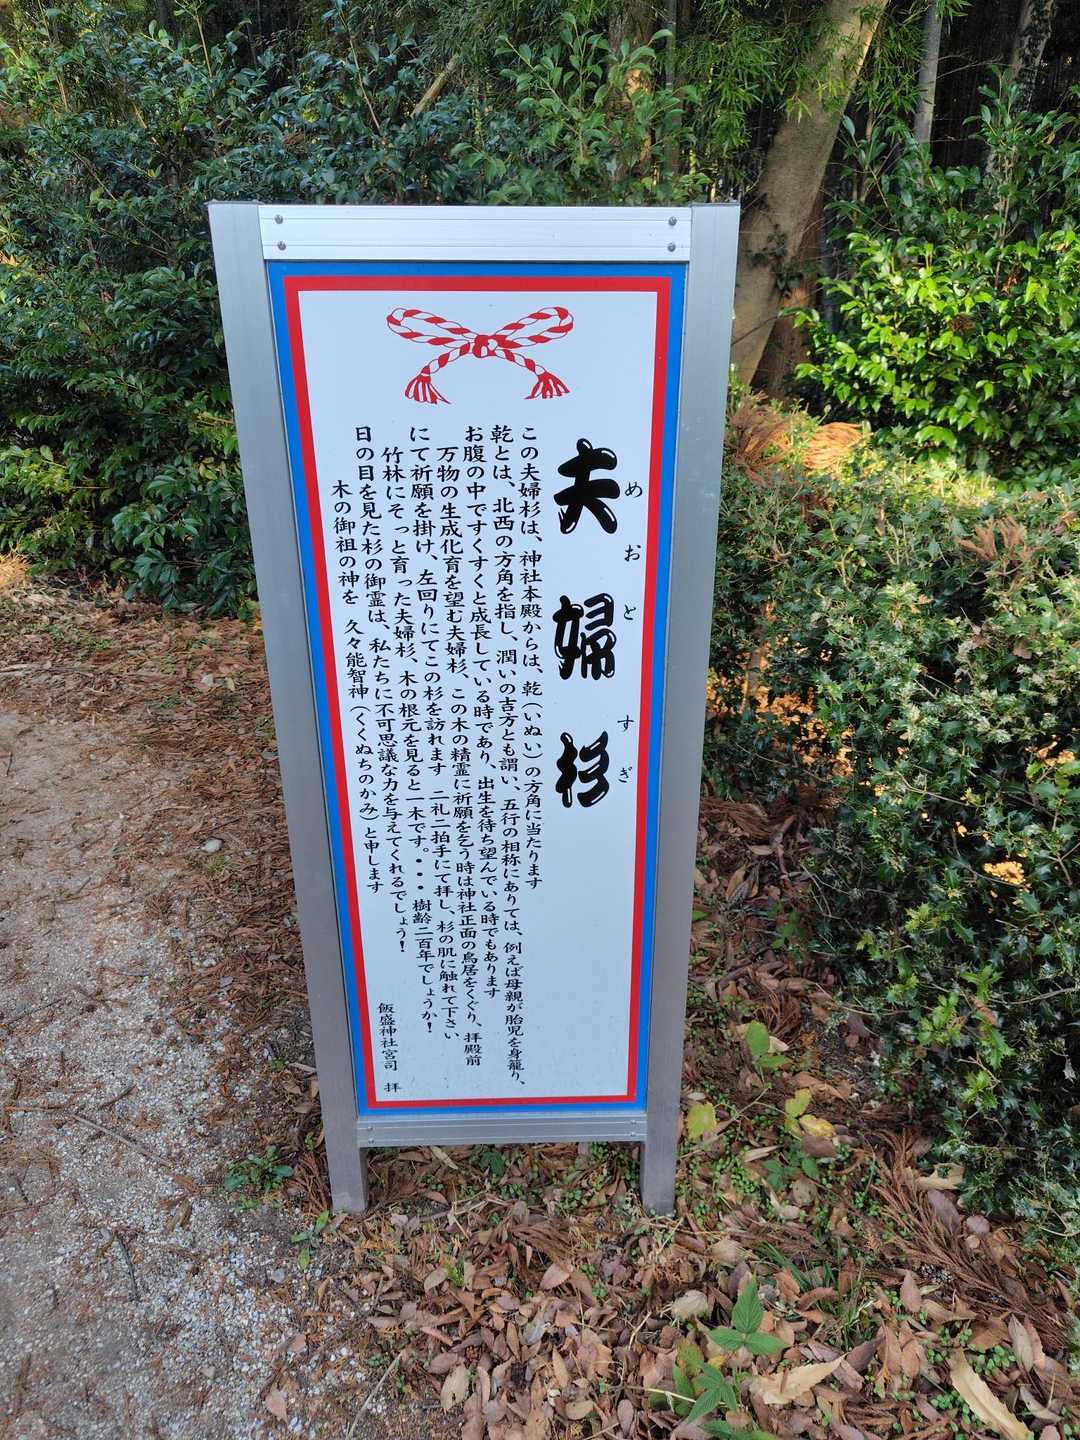 夫婦杉
めおとすぎ
この夫婦杉は、神社本殿からは、乾（いぬい）の方角に当たります
乾とは、北西の方角を指し、潤いの吉方とも謂い、五行の相称にありては、例えば母親が胎児を身籠り、
お腹の中ですくすくと成長している時であり、出生を待ち望んでいる時でもあります
万物の生成化育を望む夫婦杉、この木の精霊に祈願を乞う時は神社正面の鳥居をくぐり、拝殿前
にて祈願を掛け、左回りにてこの杉を訪れます 二礼二拍手にて拝し、杉の肌に触れて下さい
竹林にそっと育った夫婦杉、木の根元を見ると一木です。・・・樹齢二百年でしょうか！
日の目を見た杉の御霊は、私たちに不可思議な力を与えてくれるでしょう！
木の御祖の神を 久々能智神（くくぬちのかみ）と申します
飯盛神社宮司 拝